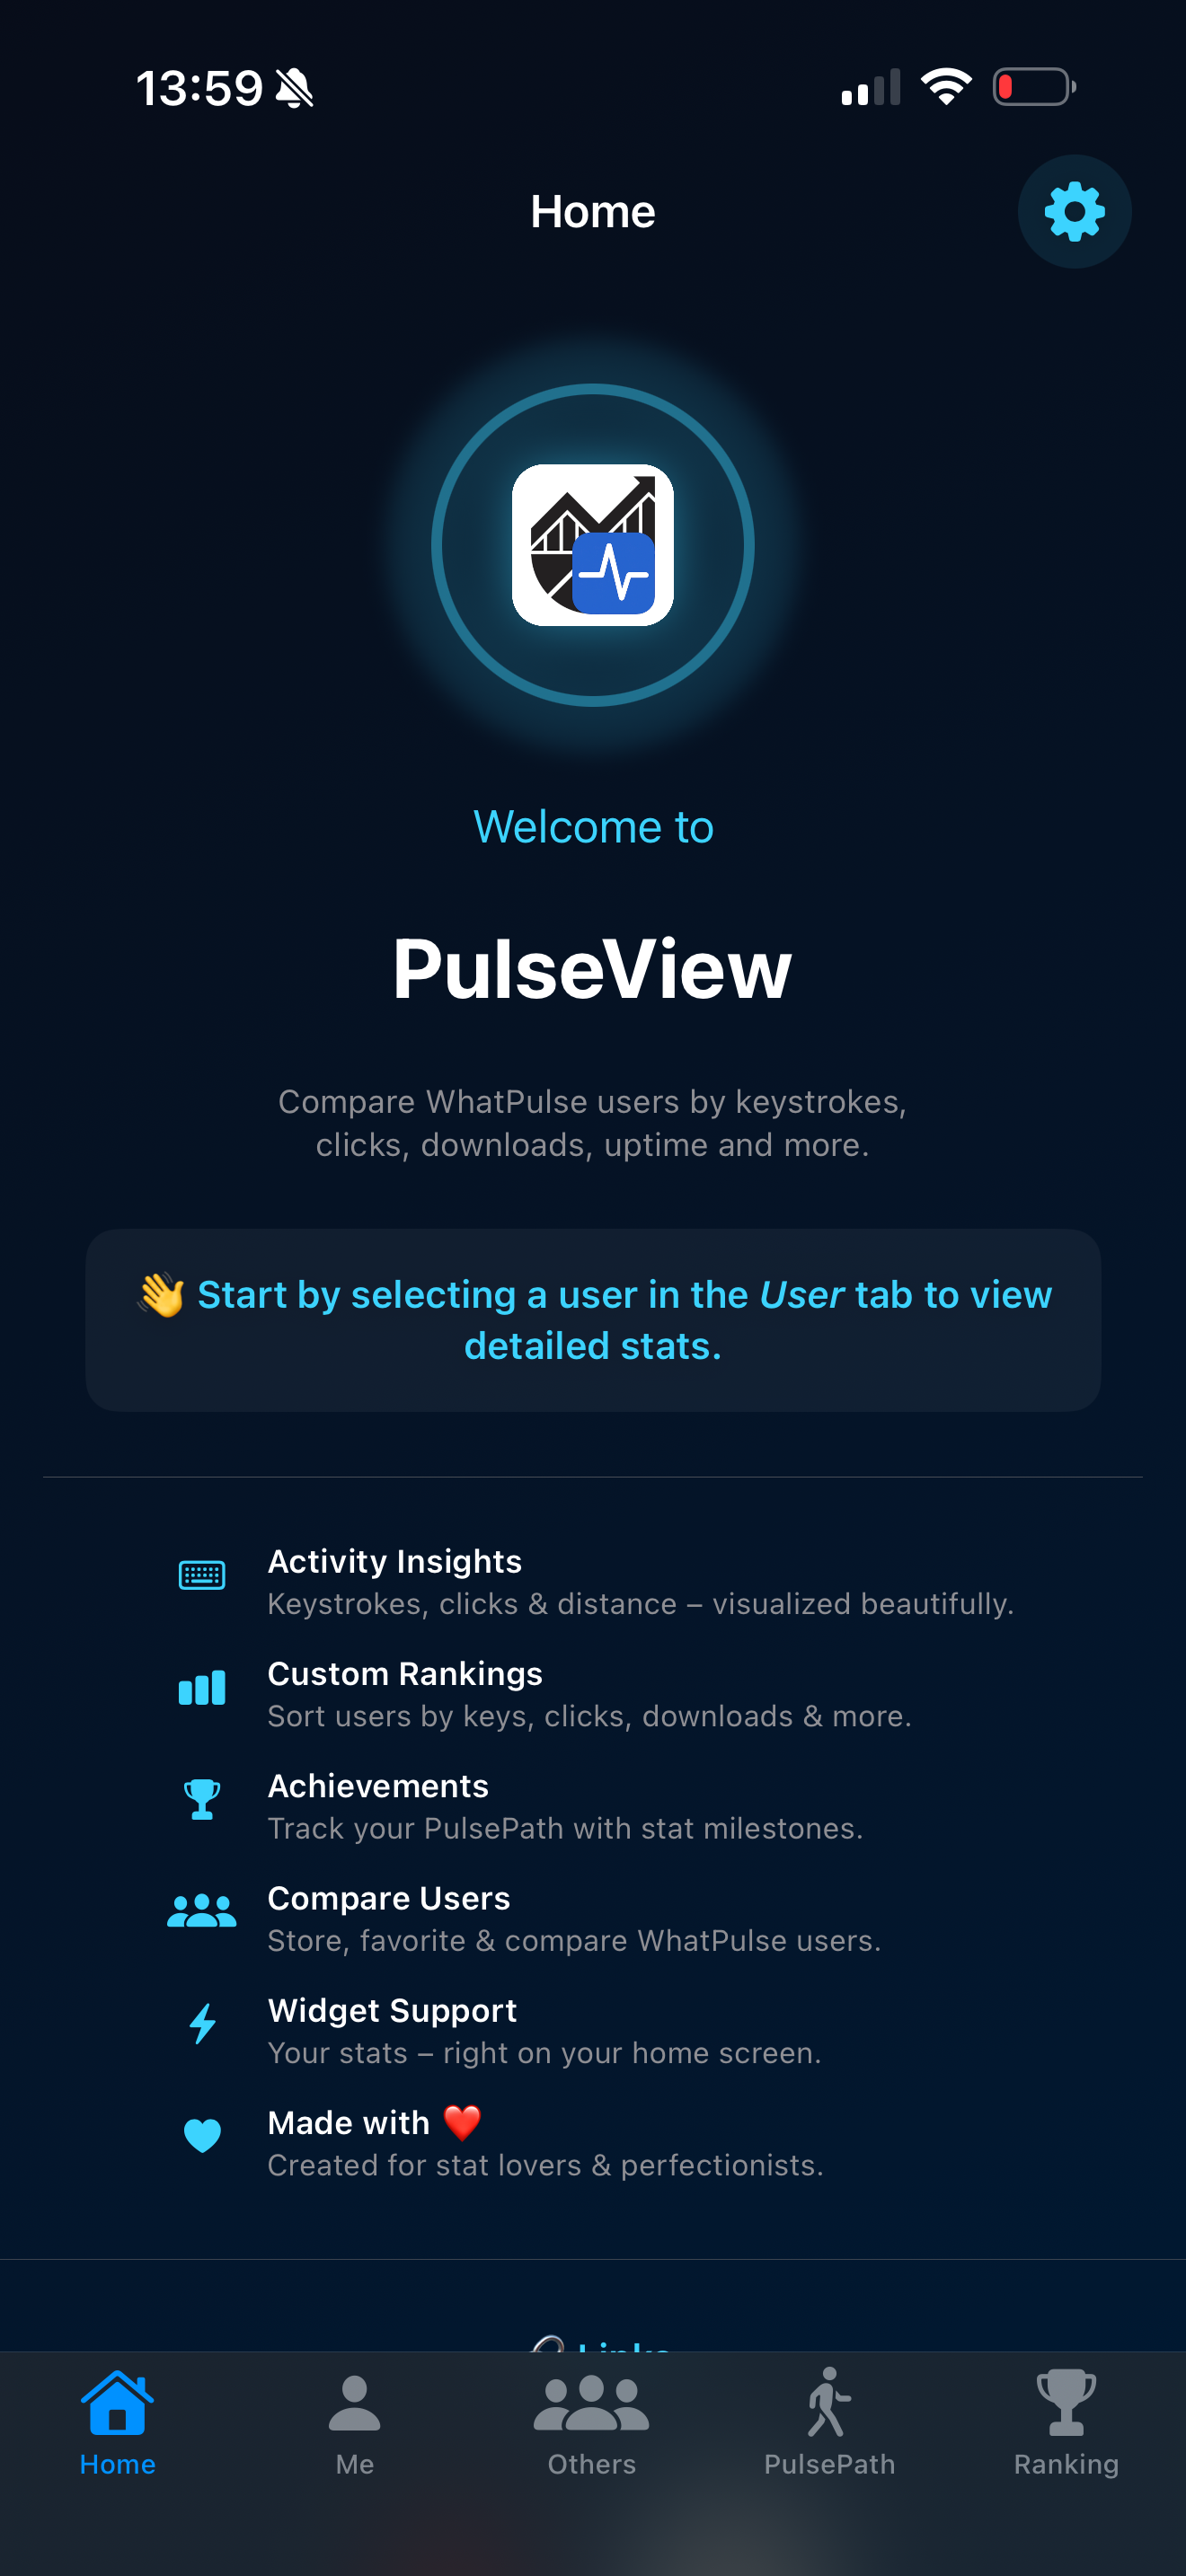 13:59
Home
Welcome to
PulseView
Compare WhatPulse users by keystrokes,
clicks, downloads, uptime and more.
👋 Start by selecting a user in the User tab to view
detailed stats.
Activity Insights
Keystrokes, clicks & distance – visualized beautifully.
Custom Rankings
Sort users by keys, clicks, downloads & more.
Achievements
Track your PulsePath with stat milestones.
Compare Users
Store, favorite & compare WhatPulse users.
Widget Support
Your stats – right on your home screen.
Made with ❤️
Created for stat lovers & perfectionists.
Links
Home
Me
Others
PulsePath
Ranking